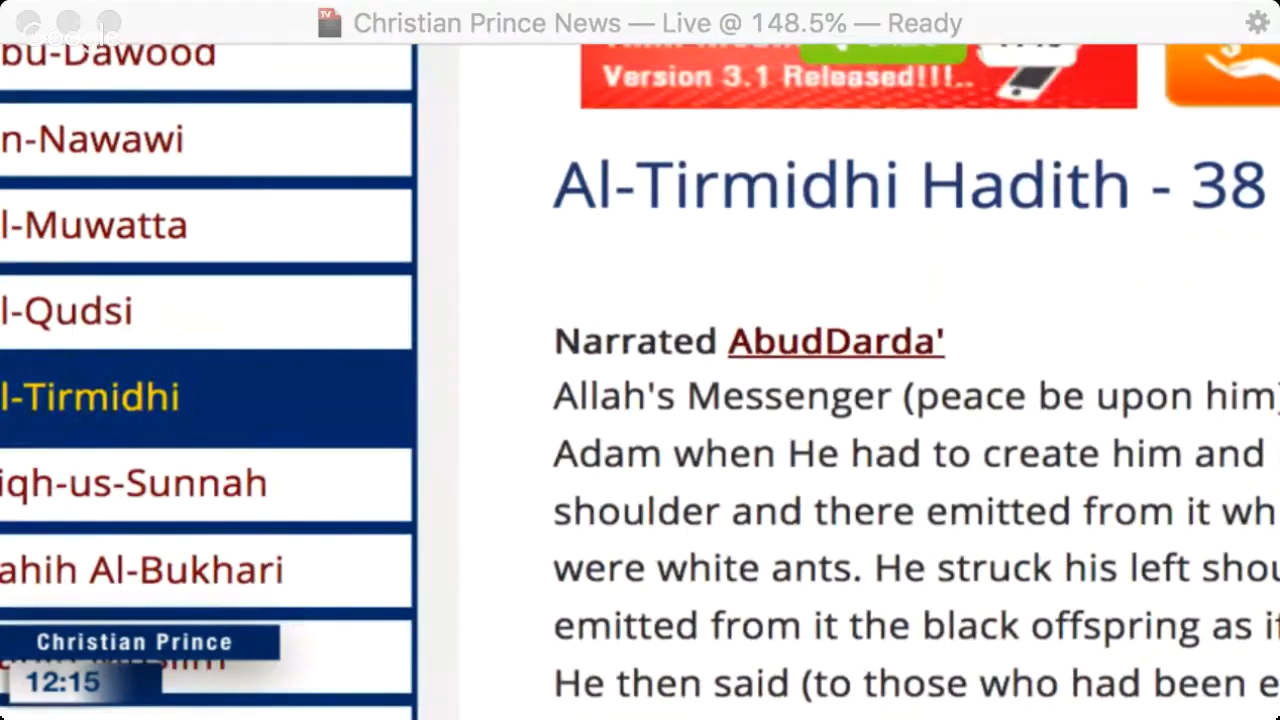 Christian Prince News — Live @ 148.5% — Ready
Google
bu-Dawood
n-Nawawi
l-Muwatta
l-Qudsi
l-Tirmidhi
iqh-us-Sunnah
ahih Al-Bukhari
Christian Prince
12:15
Version 3.1 Released!!!..
Al-Tirmidhi Hadith - 38
Narrated AbudDarda'
Allah's Messenger (peace be upon him)
Adam when He had to create him and
shoulder and there emitted from it wh
were white ants. He struck his left shou
emitted from it the black offspring as if
He then said (to those who had been e